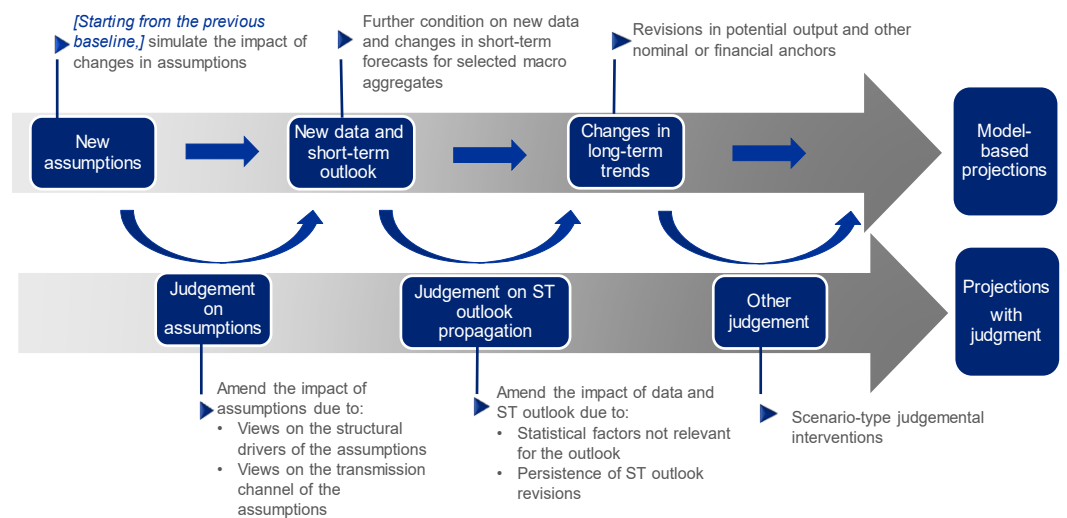 [Starting from the previous
baseline,] simulate the impact of
changes in assumptions
Further condition on new data
and changes in short-term
forecasts for selected macro
aggregates
Revisions in potential output and other
nominal or financial anchors
New
assumptions
New data and
short-term
outlook
Changes in
long-term
trends
Model-
based
projections
Judgement
on
assumptions
Judgement on ST
outlook
propagation
Other
judgement
Projections
with
judgment
Amend the impact of
assumptions due to:
• Views on the structural
drivers of the assumptions
• Views on the transmission
channel of the
assumptions
Amend the impact of data and
ST outlook due to:
• Statistical factors not relevant
for the outlook
• Persistence of ST outlook
revisions
Scenario-type judgemental
interventions